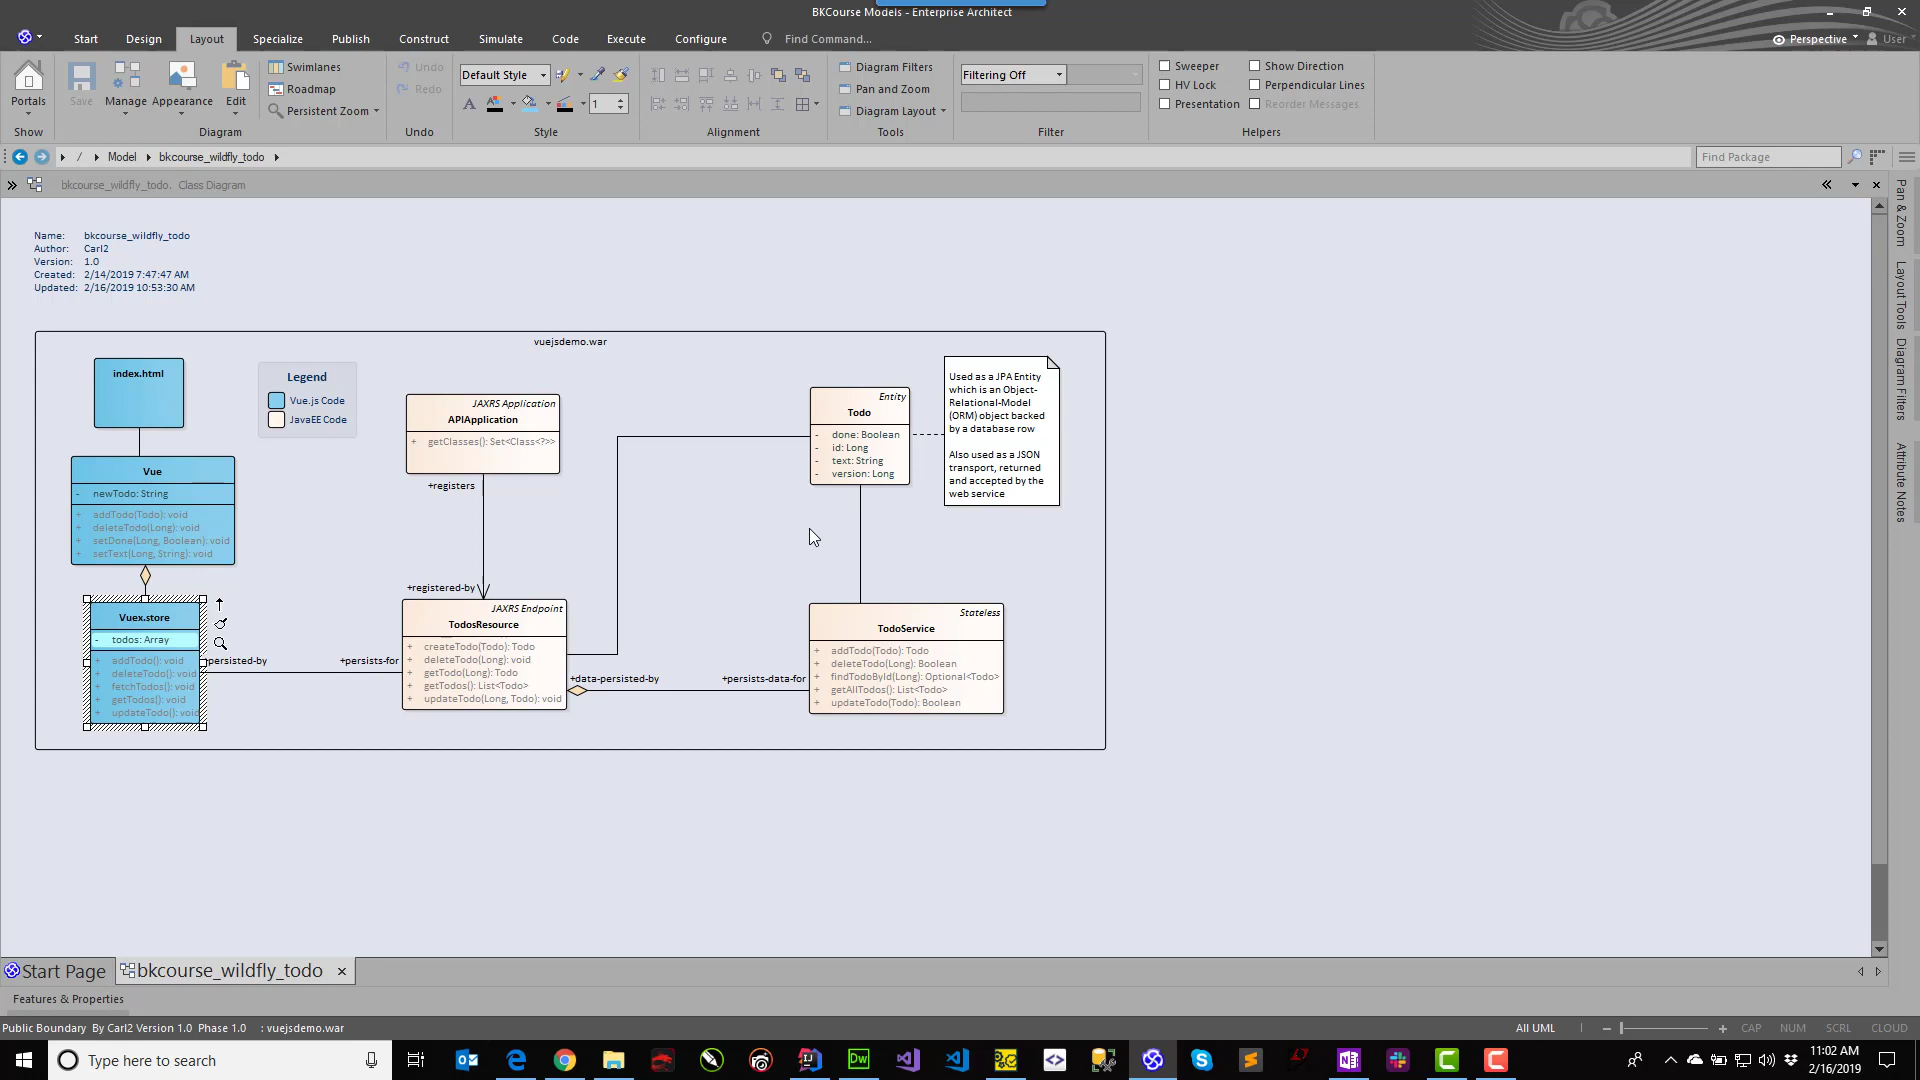 BKCourse Models - Enterprise Architect
Start Design Layout Specialize Publish Construct Simulate Code Execute Configure Find Command... Perspective User
Portals
Show
Save Manage Appearance Edit
Swimlanes
Roadmap
Persistent Zoom
Diagram
Undo
Redo
Undo
Default Style
1
Style
Alignment
Diagram Filters
Pan and Zoom
Diagram Layout
Tools
Filtering Off
Filter
Sweeper Show Direction
HV Lock Perpendicular Lines
Presentation Reorder Messages
Helpers
/ Model bkcourse_wildfly_todo
Find Package
bkcourse_wildfly_todo. Class Diagram
Name: bkcourse_wildfly_todo
Author: Carl2
Version: 1.0
Created: 2/14/2019 7:47:47 AM
Updated: 2/16/2019 10:53:30 AM
vuejsdemo.war
index.html
Legend
Vue.js Code
JavaEE Code
Vue
- newTodo: String
+ addTodo(Todo): void
+ deleteTodo(Long): void
+ setDone(Long, Boolean): void
+ setText(Long, String): void
Vuex.store
- todos: Array
+ addTodo(): void
+ deleteTodo(): void
+ fetchTodos(): void
+ getTodos(): void
+ updateTodo(): void
persisted-by
+persists-for
JAXRS Application
APIApplication
+ getClasses(): Set<Class<?>>
+registers
+registered-by
JAXRS Endpoint
TodosResource
+ createTodo(Todo): Todo
+ deleteTodo(Long): void
+ getTodo(Long): Todo
+ getTodos(): List<Todo>
+ updateTodo(Long, Todo): void
+data-persisted-by
+persists-data-for
Entity
Todo
- done: Boolean
- id: Long
- text: String
- version: Long
Used as a JPA Entity
which is an Object-
Relational-Model
(ORM) object backed
by a database row
Also used as a JSON
transport, returned
and accepted by the
web service
Stateless
TodoService
+ addTodo(Todo): Todo
+ deleteTodo(Long): Boolean
+ findTodoById(Long): Optional<Todo>
+ getAllTodos(): List<Todo>
+ updateTodo(Todo): Boolean
Pan & Zoom
Layout Tools
Diagram Filters
Attribute Notes
Start Page bkcourse_wildfly_todo
Features & Properties
Public Boundary By Carl2 Version 1.0 Phase 1.0 : vuejsdemo.war
All UML CAP NUM SCRL CLOUD
Type here to search
Dw
11:02 AM
2/16/2019